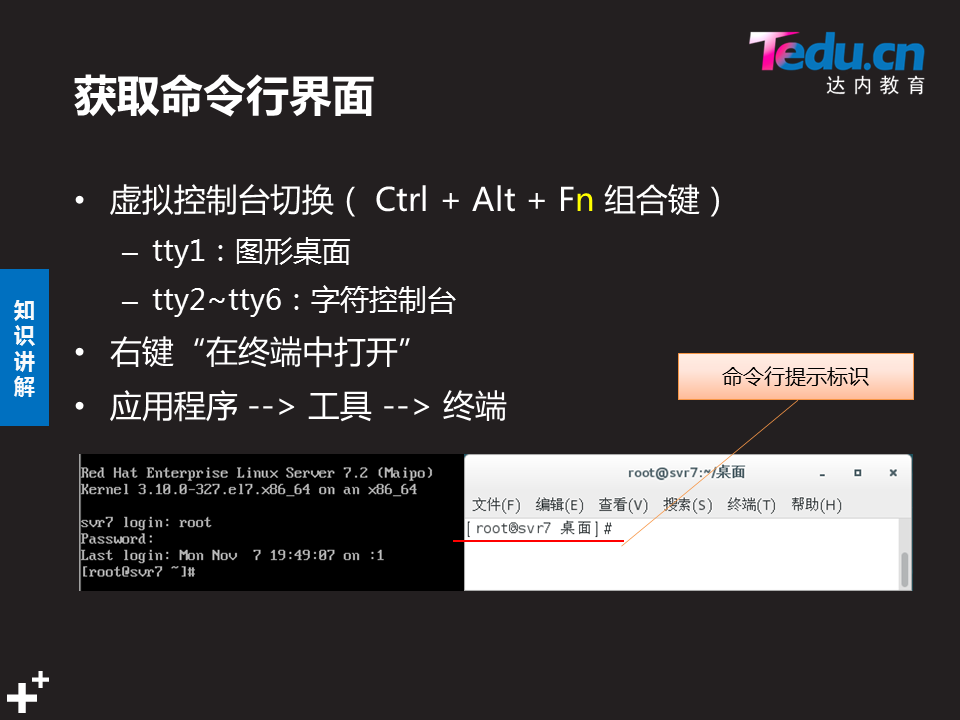 Tedu.cn
达内教育
获取命令行界面
• 虚拟控制台切换（ Ctrl + Alt + Fn 组合键）
– tty1：图形桌面
– tty2~tty6：字符控制台
• 右键“在终端中打开”
• 应用程序 --> 工具 --> 终端
知识讲解
命令行提示标识
Red Hat Enterprise Linux Server 7.2 (Maipo)
Kernel 3.10.0-327.el7.x86_64 on an x86_64
svr7 login: root
Password:
Last login: Mon Nov  7 19:49:07 on :1
[root@svr7 ~]#
root@svr7:~/桌面
文件(F) 编辑(E) 查看(V) 搜索(S) 终端(T) 帮助(H)
[root@svr7 桌面]#